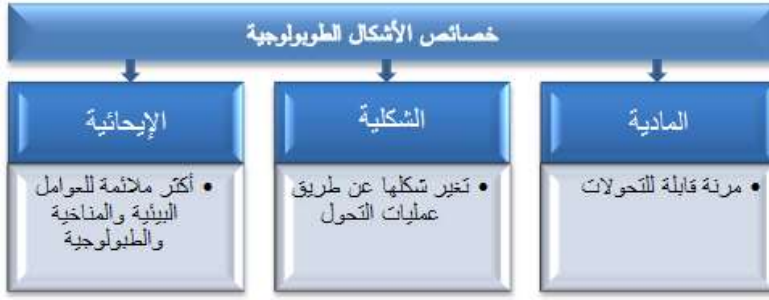 خصائص الأشكال الطوبولوجية
المادية
• مرنة قابلة للتحولات
الشكلية
• تغير شكلها عن طريق
عمليات التحول
الإيحائية
• أكثر ملائمة للعوامل
البيئية والمناخية
والطبولوجية